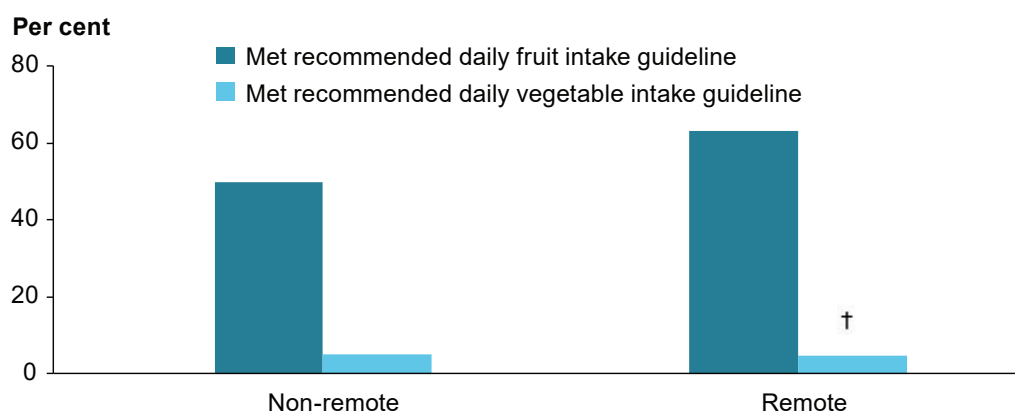 Per cent
Met recommended daily fruit intake guideline
Met recommended daily vegetable intake guideline
80
60
40
20
0
†
Non-remote Remote